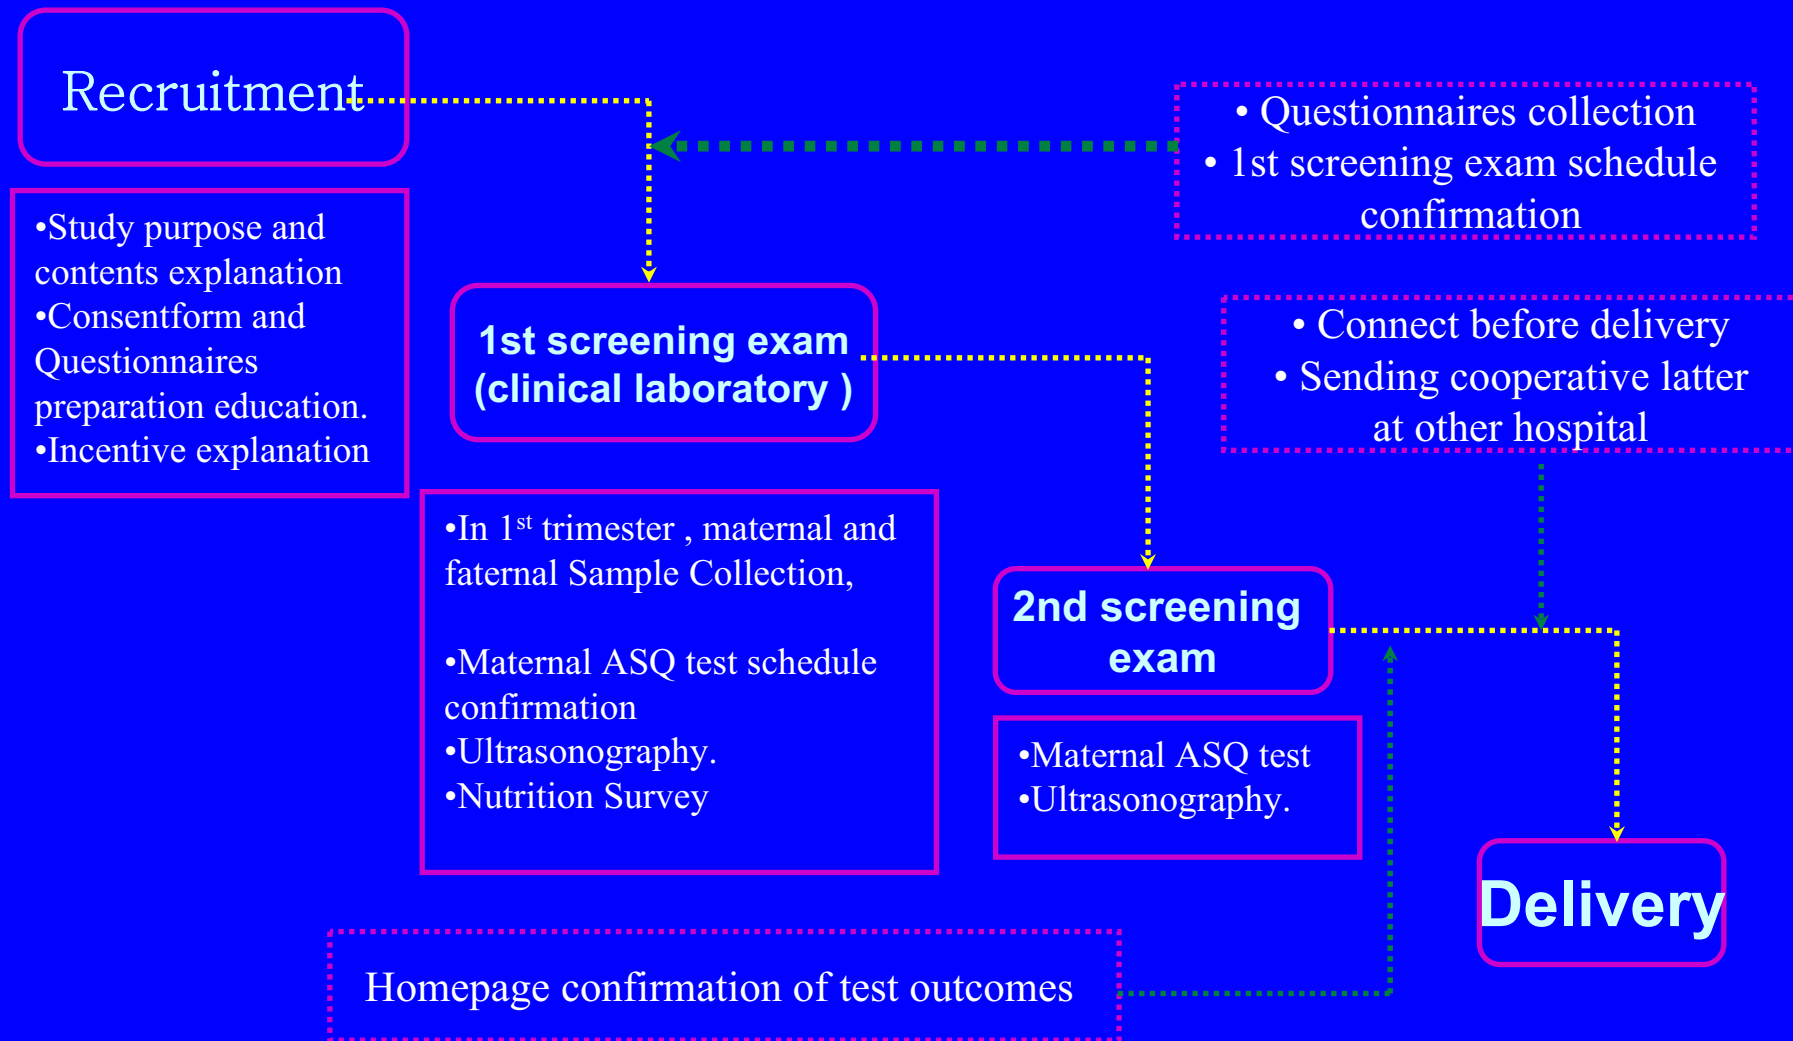 Recruitment
•Study purpose and
contents explanation
•Consentform and
Questionnaires
preparation education.
•Incentive explanation
• Questionnaires collection
• 1st screening exam schedule
confirmation
1st screening exam
(clinical laboratory )
•In 1st trimester , maternal and
faternal Sample Collection,
•Maternal ASQ test schedule
confirmation
•Ultrasonography.
•Nutrition Survey
• Connect before delivery
• Sending cooperative latter
at other hospital
2nd screening
exam
•Maternal ASQ test
•Ultrasonography.
Delivery
Homepage confirmation of test outcomes